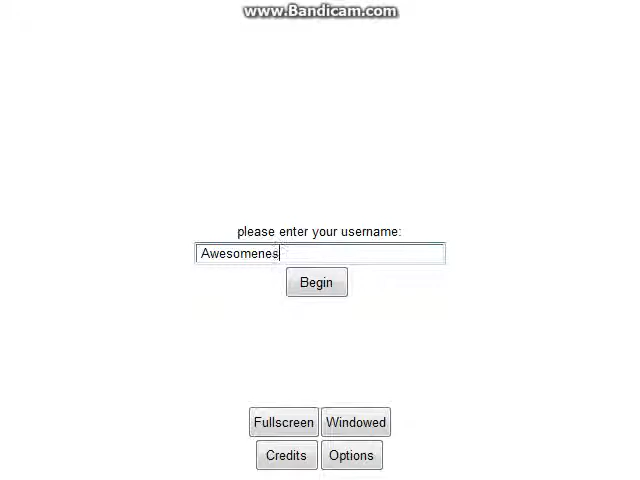 www.Bandicam.com
please enter your username:
Awesomenes
Begin
Fullscreen Windowed
Credits Options